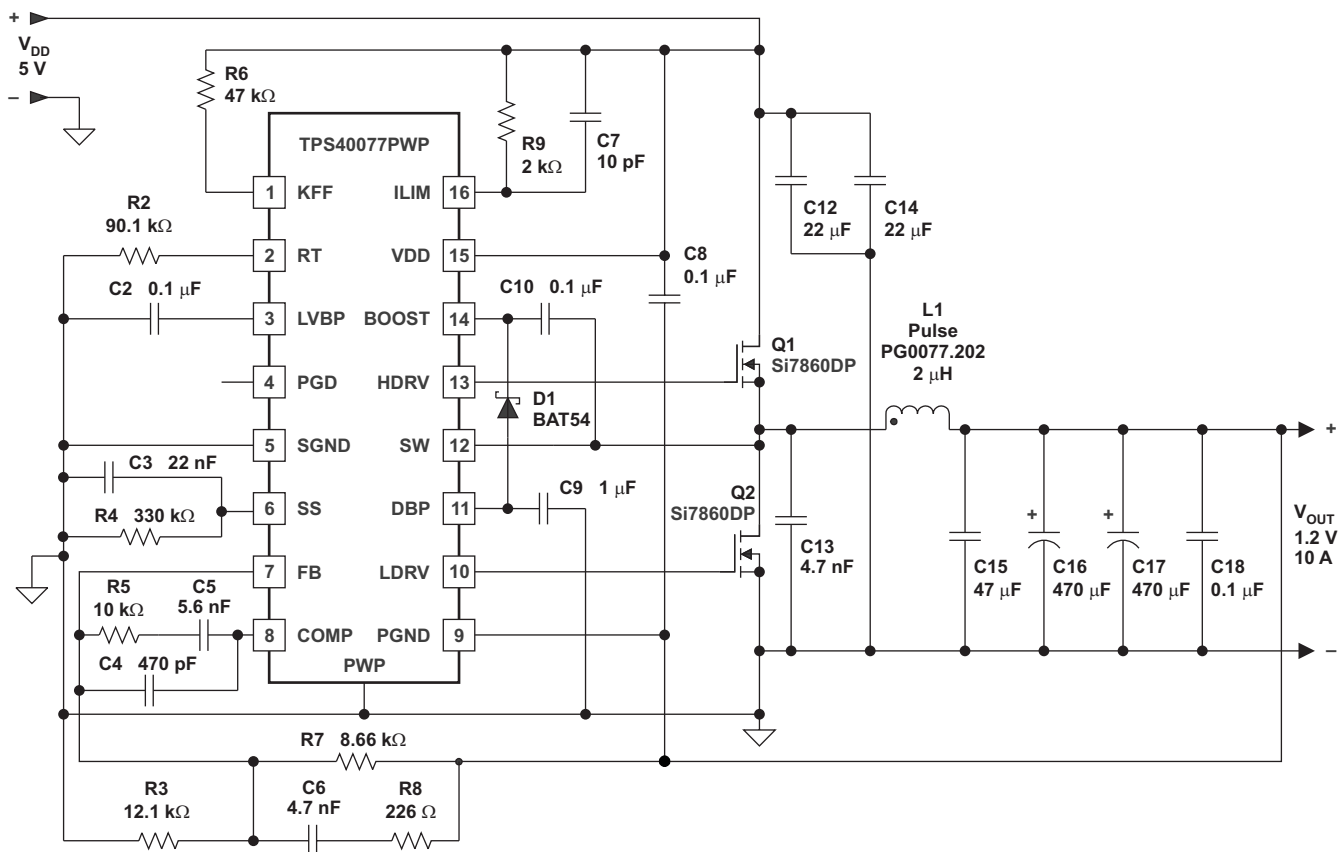 +
V_DD
5 V
–
R6
47 kΩ
TPS40077PWP
R9
2 kΩ
C7
10 pF
1 KFF ILIM 16
R2
90.1 kΩ
2 RT VDD 15
C12
22 μF
C14
22 μF
C8
0.1 μF
C2 0.1 μF
C10 0.1 μF
3 LVBP BOOST 14
L1
Pulse
PG0077.202
2 μH
Q1
Si7860DP
4 PGD HDRV 13
D1
BAT54
5 SGND SW 12
+
C3 22 nF
C9 1 μF
Q2
Si7860DP
6 SS DBP 11
R4 330 kΩ
C13
4.7 nF
+
+
V_OUT
1.2 V
10 A
C15
47 μF
C16
470 μF
C17
470 μF
C18
0.1 μF
7 FB LDRV 10
R5
10 kΩ
C5
5.6 nF
8 COMP PGND 9
C4 470 pF
PWP
–
R7 8.66 kΩ
R3
12.1 kΩ
C6
4.7 nF
R8
226 Ω